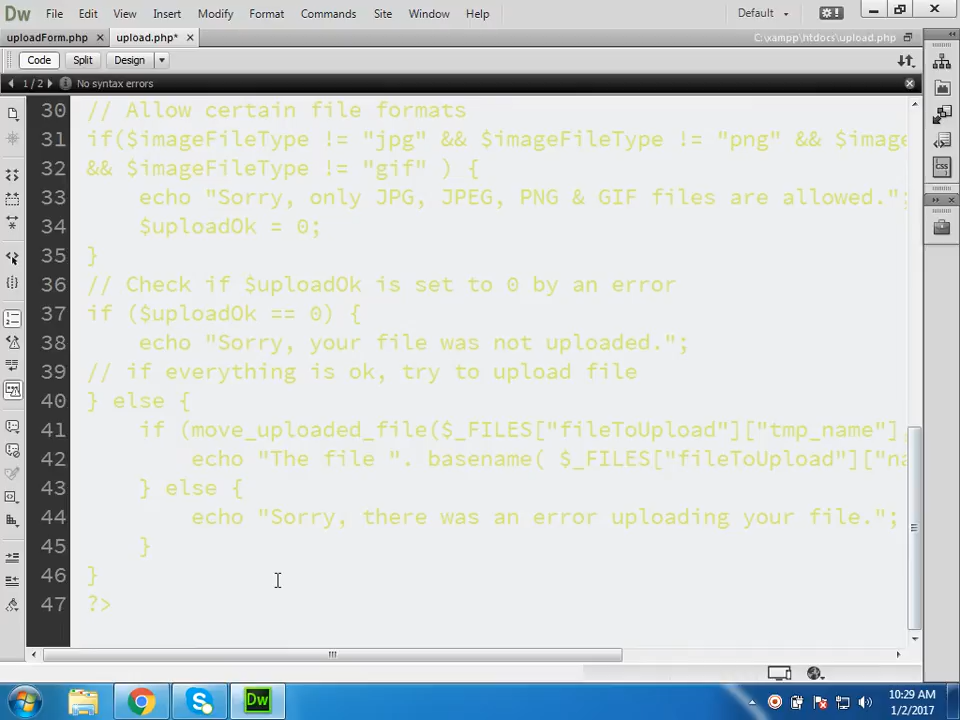 Dw File Edit View Insert Modify Format Commands Site Window Help Default
uploadForm.php upload.php* C:\xampp\htdocs\upload.php
Code Split Design
1/2 No syntax errors
30 // Allow certain file formats
31 if($imageFileType != "jpg" && $imageFileType != "png" && $image
32 && $imageFileType != "gif" ) {
33 echo "Sorry, only JPG, JPEG, PNG & GIF files are allowed.";
34 $uploadOk = 0;
35 }
36 // Check if $uploadOk is set to 0 by an error
37 if ($uploadOk == 0) {
38 echo "Sorry, your file was not uploaded.";
39 // if everything is ok, try to upload file
40 } else {
41 if (move_uploaded_file($_FILES["fileToUpload"]["tmp_name"],
42 echo "The file ". basename( $_FILES["fileToUpload"]["na
43 } else {
44 echo "Sorry, there was an error uploading your file.";
45 }
46 }
47 ?>
CSS
Dw
10:29 AM
1/2/2017